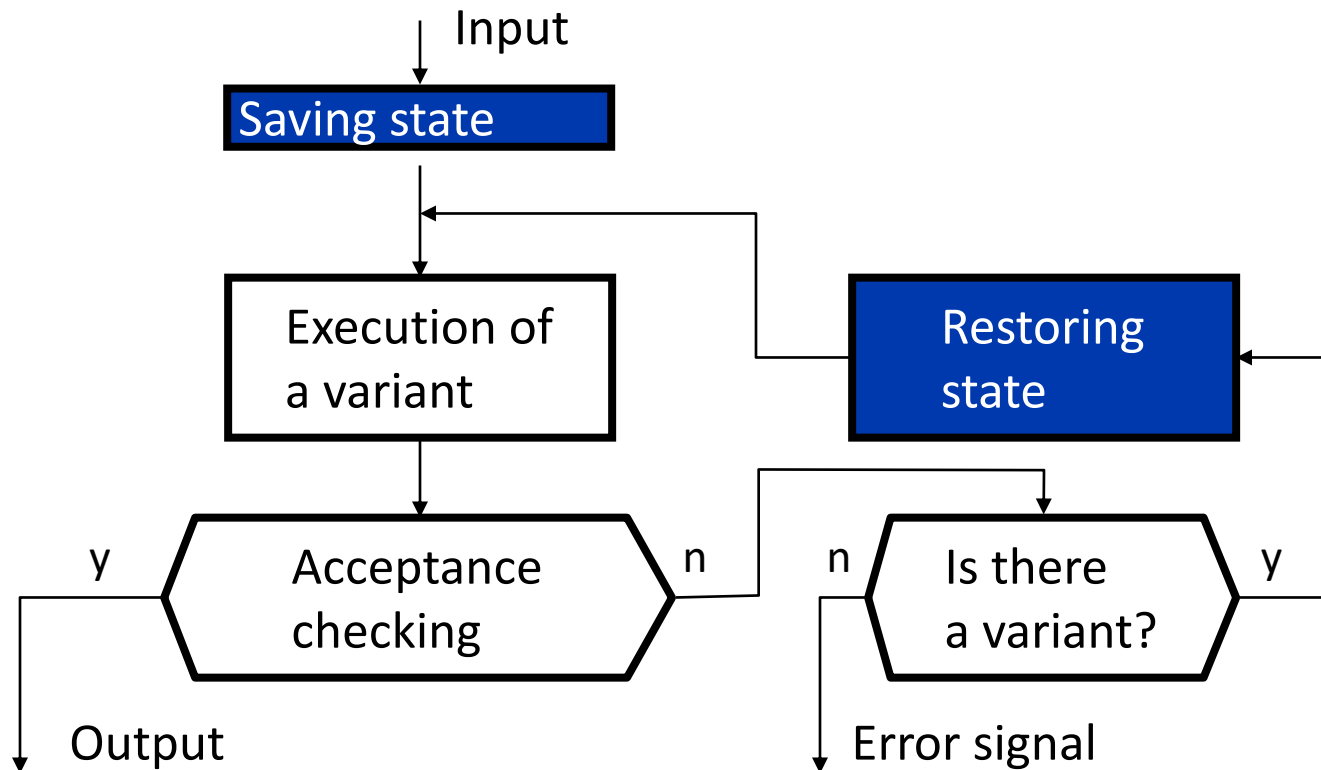 Input
Saving state
Execution of
a variant
Restoring
state
y
Acceptance
checking
n
n
Is there
a variant?
y
Output
Error signal